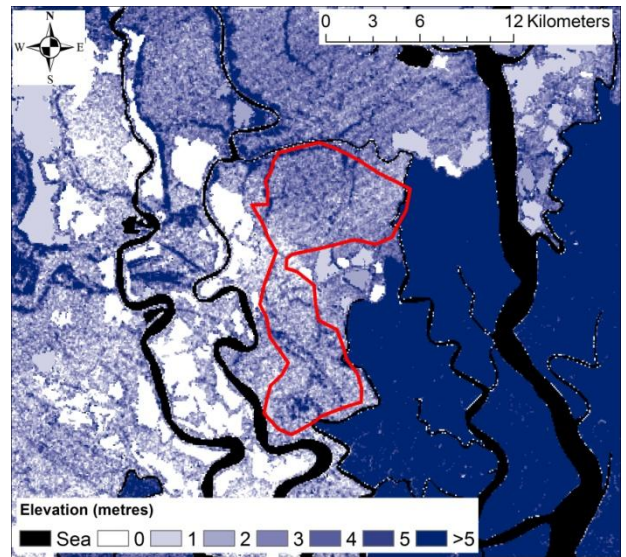 N
W E
S
0 3 6 12 Kilometers
Elevation (metres)
Sea 0 1 2 3 4 5 >5